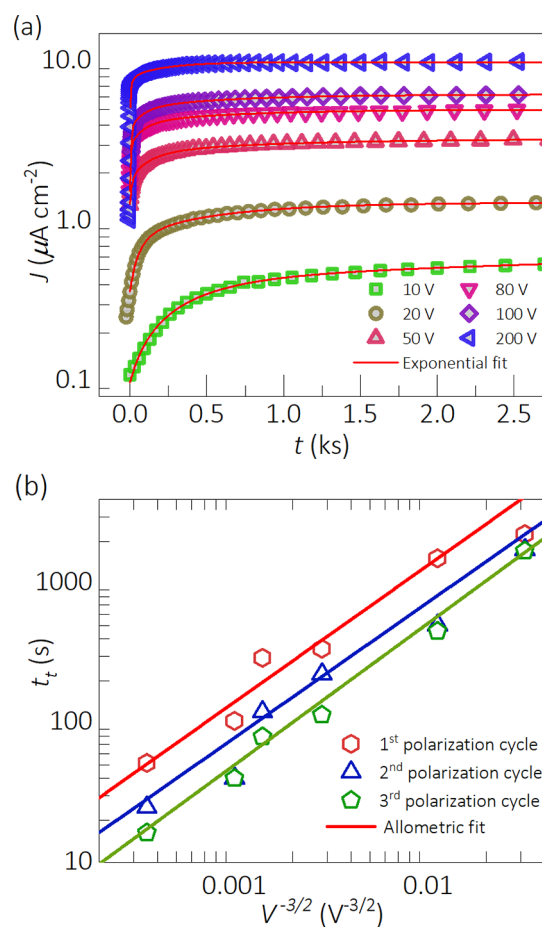 (a)
10.0
1.0
0.1
J (μA cm⁻²)
10 V
80 V
20 V
100 V
50 V
200 V
Exponential fit
0.0
0.5
1.0
1.5
2.0
2.5
t (ks)
(b)
1000
100
10
tₜ (s)
1ˢᵗ polarization cycle
2ⁿᵈ polarization cycle
3ʳᵈ polarization cycle
Allometric fit
0.001
0.01
V⁻³/² (V⁻³/²)